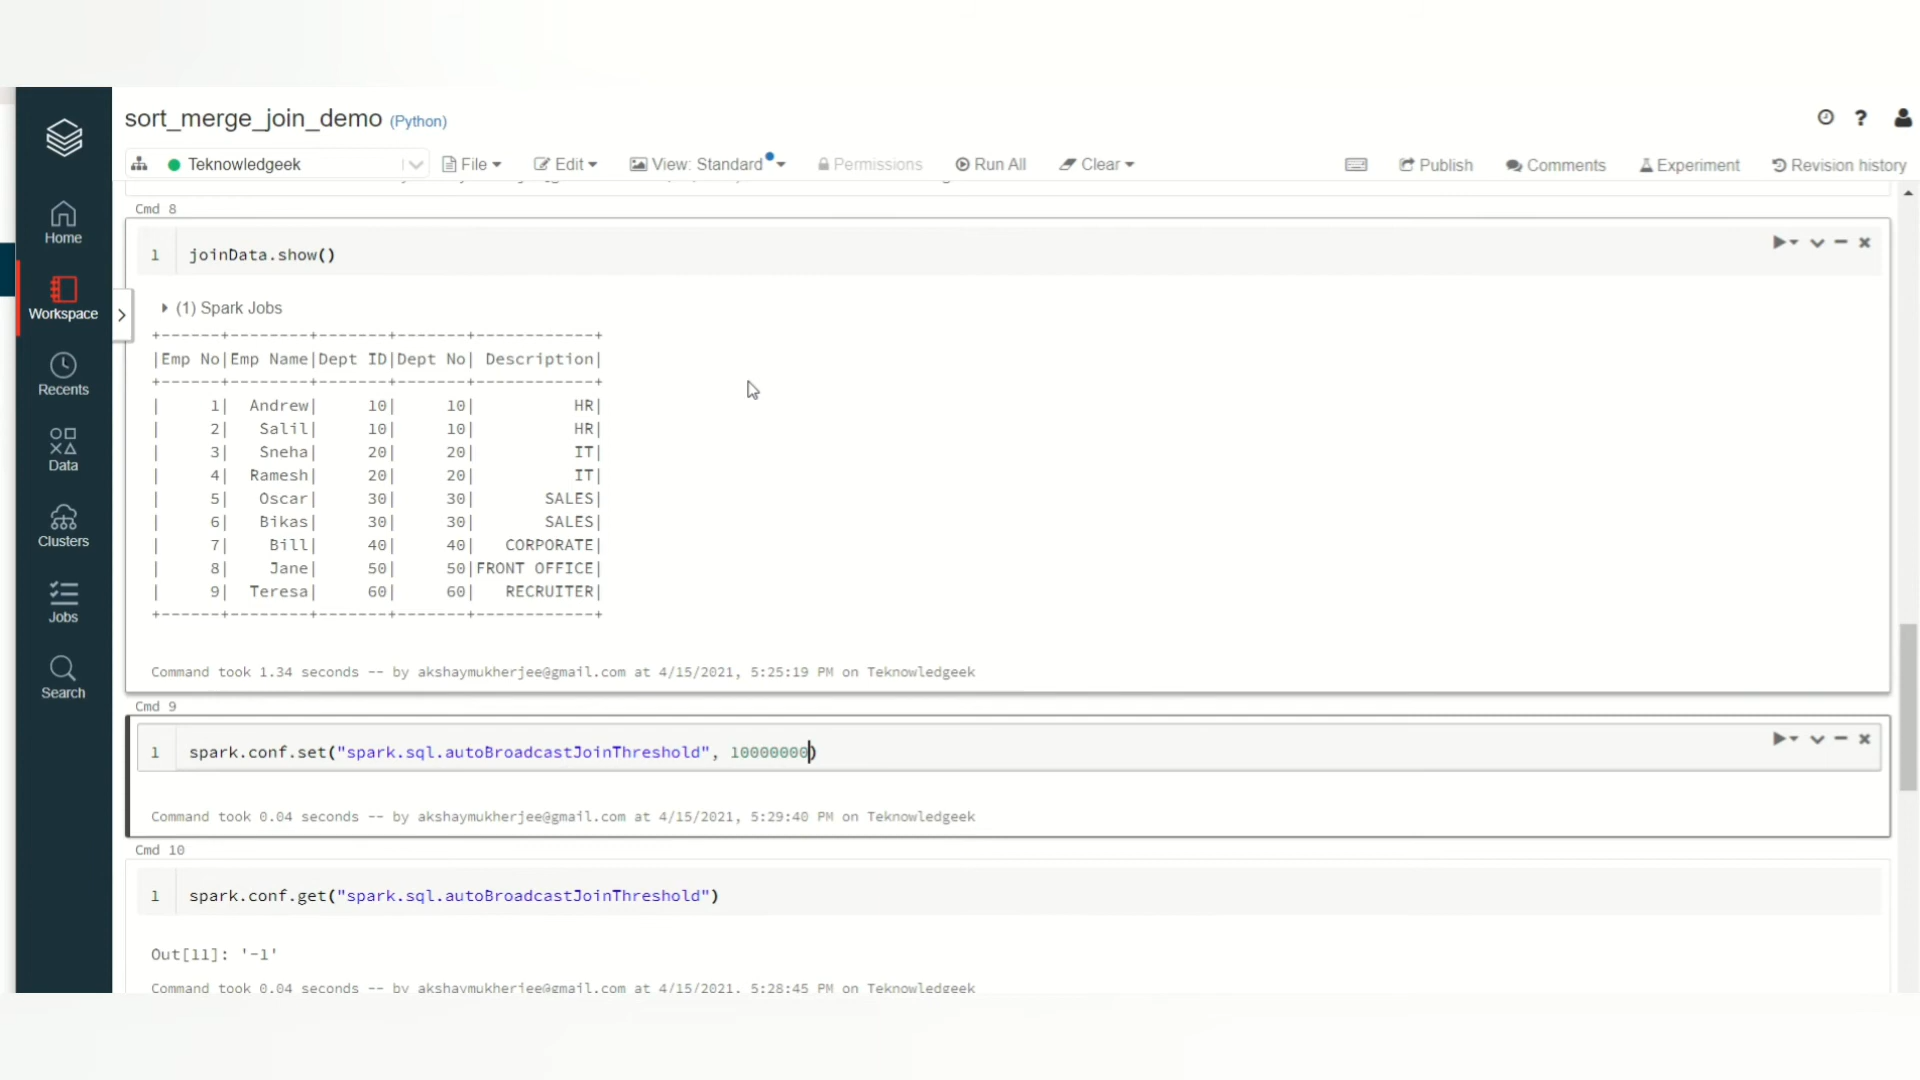 sort_merge_join_demo (Python)
Teknowledgeek File Edit View: Standard Permissions Run All Clear Publish Comments Experiment Revision history
Home
Workspace
Recents
Data
Clusters
Jobs
Search
Cmd 8
1 joinData.show()
(1) Spark Jobs
+------+--------+-------+-------+------------+
|Emp No|Emp Name|Dept ID|Dept No| Description|
+------+--------+-------+-------+------------+
|     1|  Andrew|     10|     10|          HR|
|     2|   Salil|     10|     10|          HR|
|     3|   Sneha|     20|     20|          IT|
|     4|  Ramesh|     20|     20|          IT|
|     5|   Oscar|     30|     30|       SALES|
|     6|   Bikas|     30|     30|       SALES|
|     7|    Bill|     40|     40|   CORPORATE|
|     8|    Jane|     50|     50|FRONT OFFICE|
|     9|  Teresa|     60|     60|   RECRUITER|
+------+--------+-------+-------+------------+
Command took 1.34 seconds -- by akshaymukherjee@gmail.com at 4/15/2021, 5:25:19 PM on Teknowledgeek
Cmd 9
1 spark.conf.set("spark.sql.autoBroadcastJoinThreshold", 10000000)
Command took 0.04 seconds -- by akshaymukherjee@gmail.com at 4/15/2021, 5:29:40 PM on Teknowledgeek
Cmd 10
1 spark.conf.get("spark.sql.autoBroadcastJoinThreshold")
Out[11]: '-1'
Command took 0.04 seconds -- by akshaymukherjee@gmail.com at 4/15/2021, 5:28:45 PM on Teknowledgeek